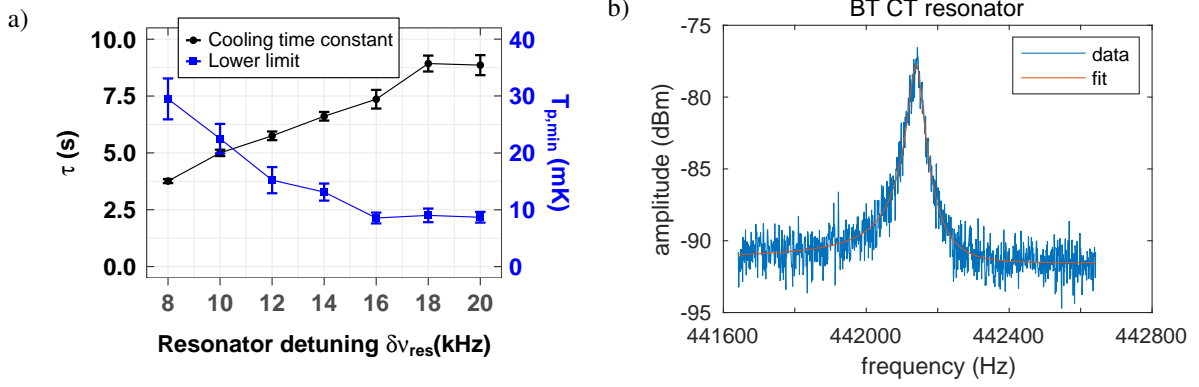 a)
10.0
7.5
5.0
2.5
0.0
τ (s)
Cooling time constant
Lower limit
40
30
20
10
0
T_p,min (mK)
8 10 12 14 16 18 20
Resonator detuning δν_res(kHz)
b)
BT CT resonator
-75
-80
-85
-90
-95
amplitude (dBm)
data
fit
441600 442000 442400 442800
frequency (Hz)